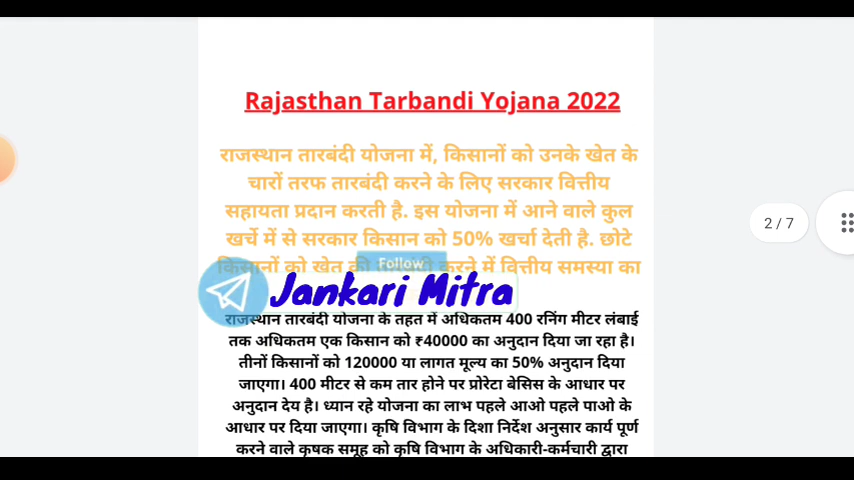 Rajasthan Tarbandi Yojana 2022
राजस्थान तारबंदी योजना में, किसानों को उनके खेत के
चारों तरफ तारबंदी करने के लिए सरकार वित्तीय
सहायता प्रदान करती है. इस योजना में आने वाले कुल
खर्चे में से सरकार किसान को 50% खर्चा देती है. छोटे
किसानों को खेत की करने में वित्तीय समस्या का
Follow
Jankari Mitra
राजस्थान तारबंदी योजना के तहत में अधिकतम 400 रनिंग मीटर लंबाई
तक अधिकतम एक किसान को ₹40000 का अनुदान दिया जा रहा है।
तीनों किसानों को 120000 या लागत मूल्य का 50% अनुदान दिया
जाएगा। 400 मीटर से कम तार होने पर प्रोरेटा बेसिस के आधार पर
अनुदान देय है। ध्यान रहे योजना का लाभ पहले आओ पहले पाओ के
आधार पर दिया जाएगा। कृषि विभाग के दिशा निर्देश अनुसार कार्य पूर्ण
करने वाले कृषक समूह को कृषि विभाग के अधिकारी-कर्मचारी द्वारा
2 / 7